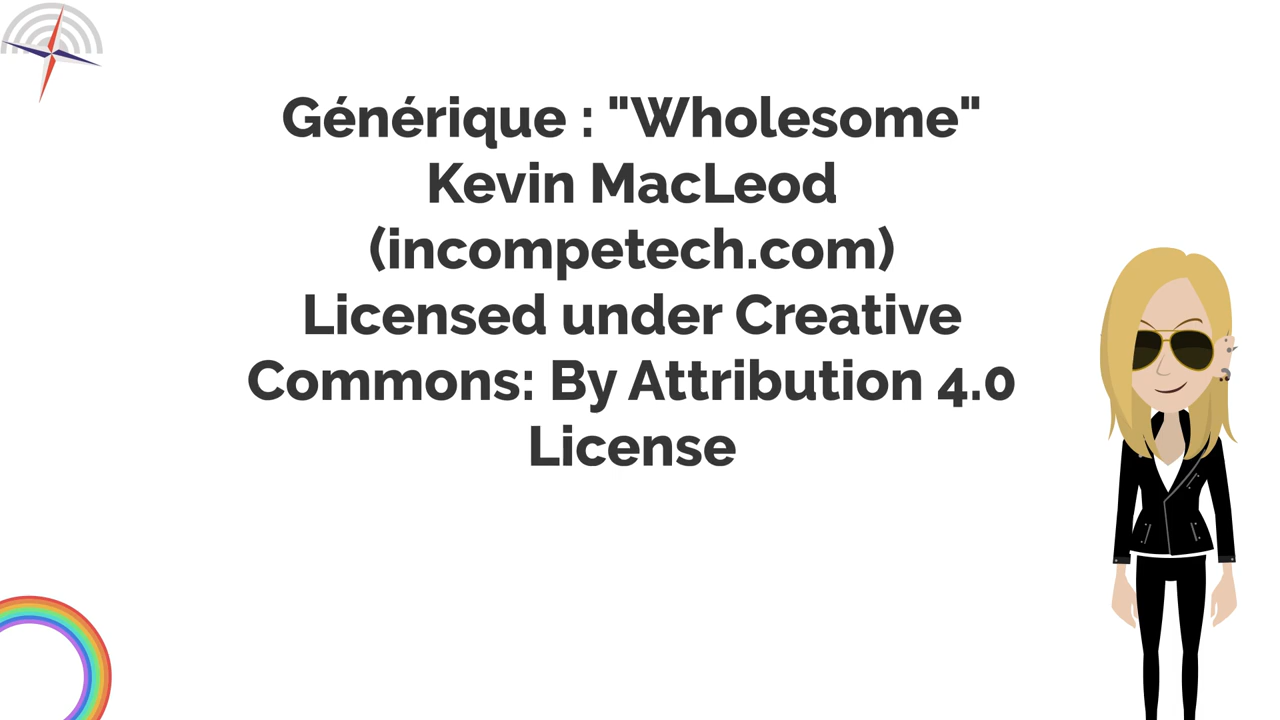 Générique : "Wholesome"
Kevin MacLeod
(incompetech.com)
Licensed under Creative
Commons: By Attribution 4.0
License